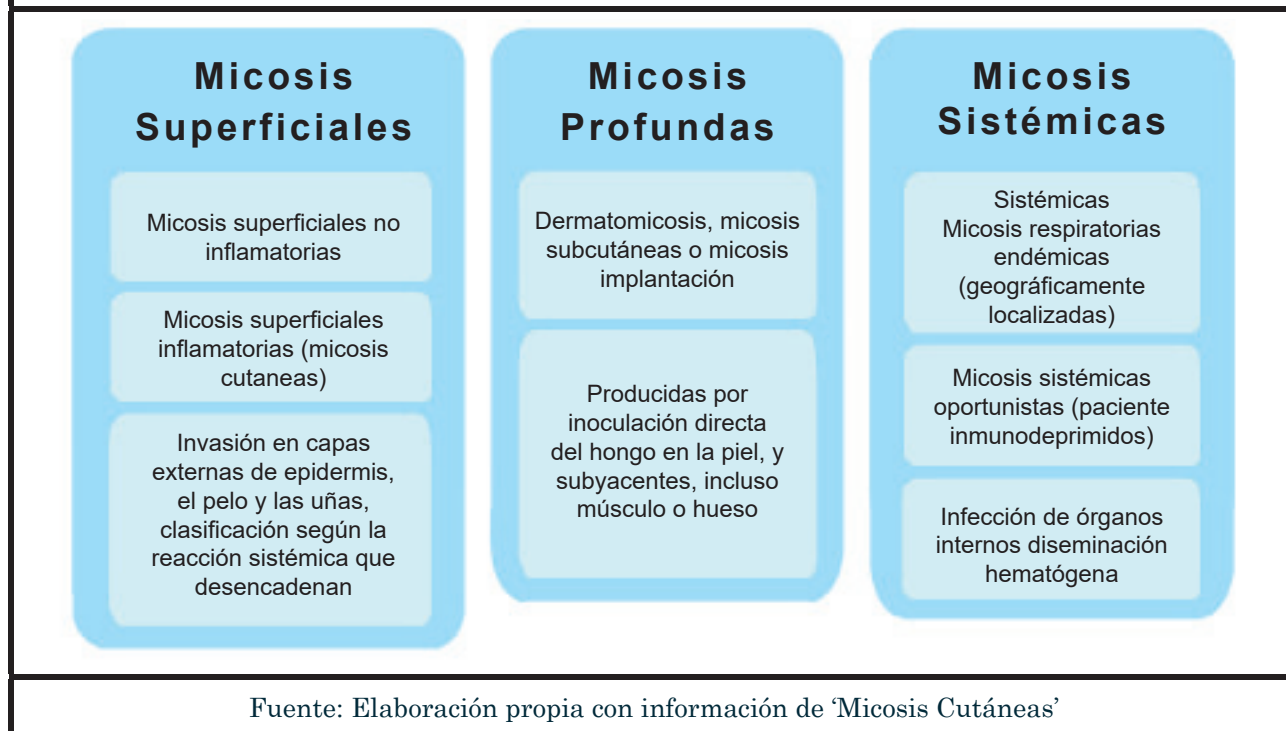 Micosis
Superficiales
Micosis superficiales no
inflamatorias
Micosis superficiales
inflamatorias (micosis
cutaneas)
Invasión en capas
externas de epidermis,
el pelo y las uñas,
clasificación según la
reacción sistémica que
desencadenan
Micosis
Profundas
Dermatomicosis, micosis
subcutáneas o micosis
implantación
Producidas por
inoculación directa
del hongo en la piel, y
subyacentes, incluso
músculo o hueso
Micosis
Sistémicas
Sistémicas
Micosis respiratorias
endémicas
(geográficamente
localizadas)
Micosis sistémicas
oportunistas (paciente
inmunodeprimidos)
Infección de órganos
internos diseminación
hematógena
Fuente: Elaboración propia con información de ‘Micosis Cutáneas’